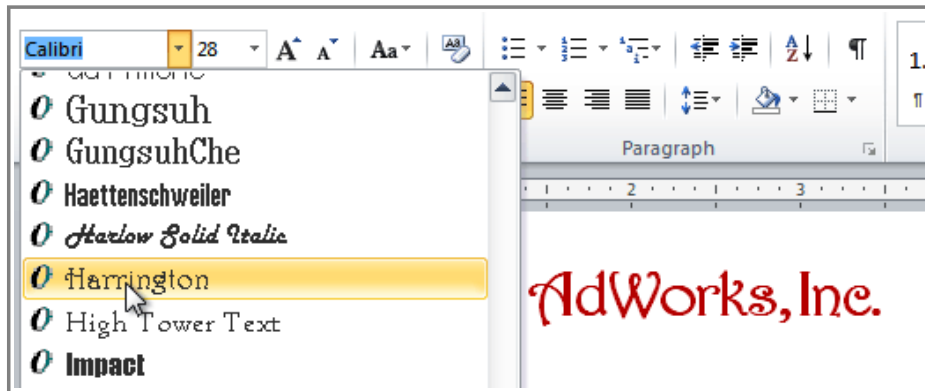 Calibri 28 A A Aa
1.
Gungsuh
GungsuhChe
Haettenschweiler
Harlow Solid Italic
Harrington
High Tower Text
Impact
Paragraph
2 3
AdWorks, Inc.